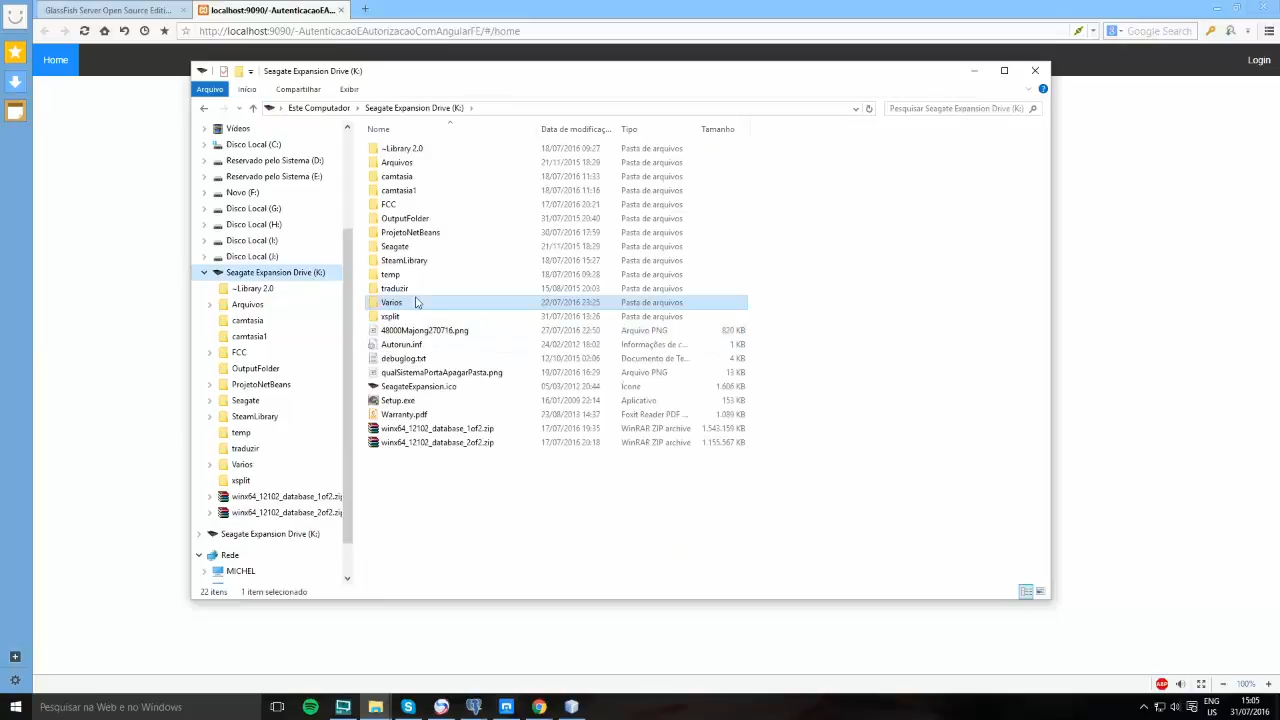 GlassFish Server Open Source Editi...
localhost:9090/-AutenticacaoEA...
http://localhost:9090/-AutenticacaoEAutorizacaoComAngularFE/#/home
Google Search
Home
Login
Seagate Expansion Drive (K:)
Arquivo Início Compartilhar Exibir
Este Computador Seagate Expansion Drive (K:)
Pesquisar Seagate Expansion Drive (K:)
Nome Data de modificaç... Tipo Tamanho
Vídeos
Disco Local (C:)
Reservado pelo Sistema (D:)
Reservado pelo Sistema (E:)
Novo (F:)
Disco Local (G:)
Disco Local (H:)
Disco Local (I:)
Disco Local (J:)
Seagate Expansion Drive (K:)
~Library 2.0
Arquivos
camtasia
camtasia1
FCC
OutputFolder
ProjetoNetBeans
Seagate
SteamLibrary
temp
traduzir
Varios
xsplit
winx64_12102_database_1of2.zip
winx64_12102_database_2of2.zip
Seagate Expansion Drive (K:)
Rede
MICHEL
~Library 2.0 18/07/2016 09:27 Pasta de arquivos
Arquivos 21/11/2015 18:29 Pasta de arquivos
camtasia 18/07/2016 11:33 Pasta de arquivos
camtasia1 18/07/2016 11:16 Pasta de arquivos
FCC 17/07/2016 20:21 Pasta de arquivos
OutputFolder 31/07/2015 20:40 Pasta de arquivos
ProjetoNetBeans 30/07/2016 17:59 Pasta de arquivos
Seagate 21/11/2015 18:29 Pasta de arquivos
SteamLibrary 18/07/2016 15:27 Pasta de arquivos
temp 18/07/2016 09:28 Pasta de arquivos
traduzir 15/08/2015 20:03 Pasta de arquivos
Varios 22/07/2016 23:25 Pasta de arquivos
xsplit 31/07/2016 13:26 Pasta de arquivos
48000Majong270716.png 27/07/2016 22:50 Arquivo PNG 820 KB
Autorun.inf 24/02/2012 18:02 Informações de c... 1 KB
debuglog.txt 12/10/2015 02:06 Documento de Te... 4 KB
qualSistemaPortaApagarPasta.png 19/07/2016 16:29 Arquivo PNG 13 KB
SeagateExpansion.ico 05/03/2012 20:44 Ícone 1.606 KB
Setup.exe 16/01/2009 22:14 Aplicativo 153 KB
Warranty.pdf 23/08/2013 14:37 Foxit Reader PDF ... 1.089 KB
winx64_12102_database_1of2.zip 17/07/2016 19:35 WinRAR ZIP archive 1.543.159 KB
winx64_12102_database_2of2.zip 17/07/2016 20:18 WinRAR ZIP archive 1.155.567 KB
22 itens 1 item selecionado
ABP 100%
Pesquisar na Web e no Windows
ENG 15:05
US 31/07/2016